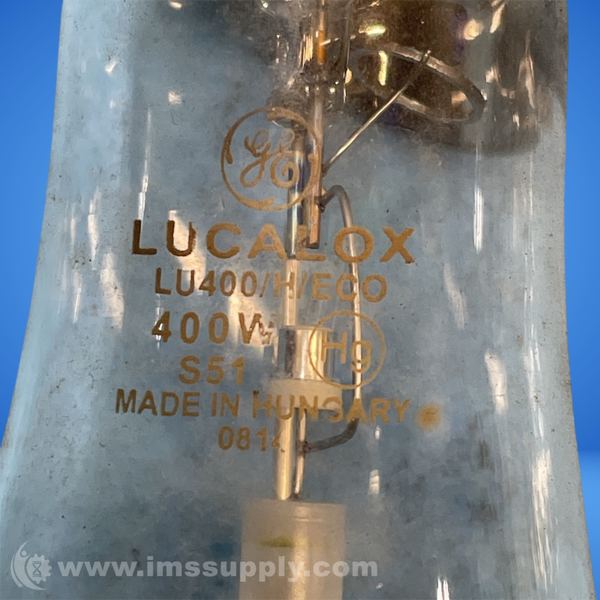 GE
LUCALOX
LU400/H/ECO
400W Hg
S51
MADE IN HUNGARY
0814
www.imssupply.com